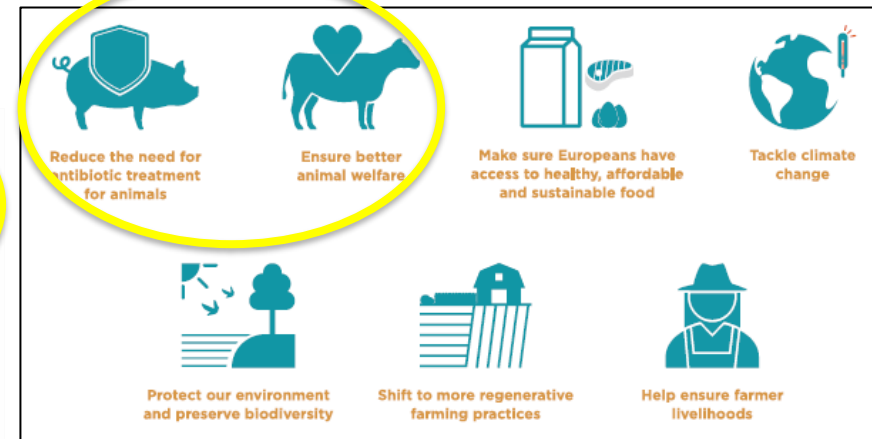 Reduce the need for
antibiotic treatment
for animals
Ensure better
animal welfare
Make sure Europeans have
access to healthy, affordable
and sustainable food
Tackle climate
change
Protect our environment
and preserve biodiversity
Shift to more regenerative
farming practices
Help ensure farmer
livelihoods